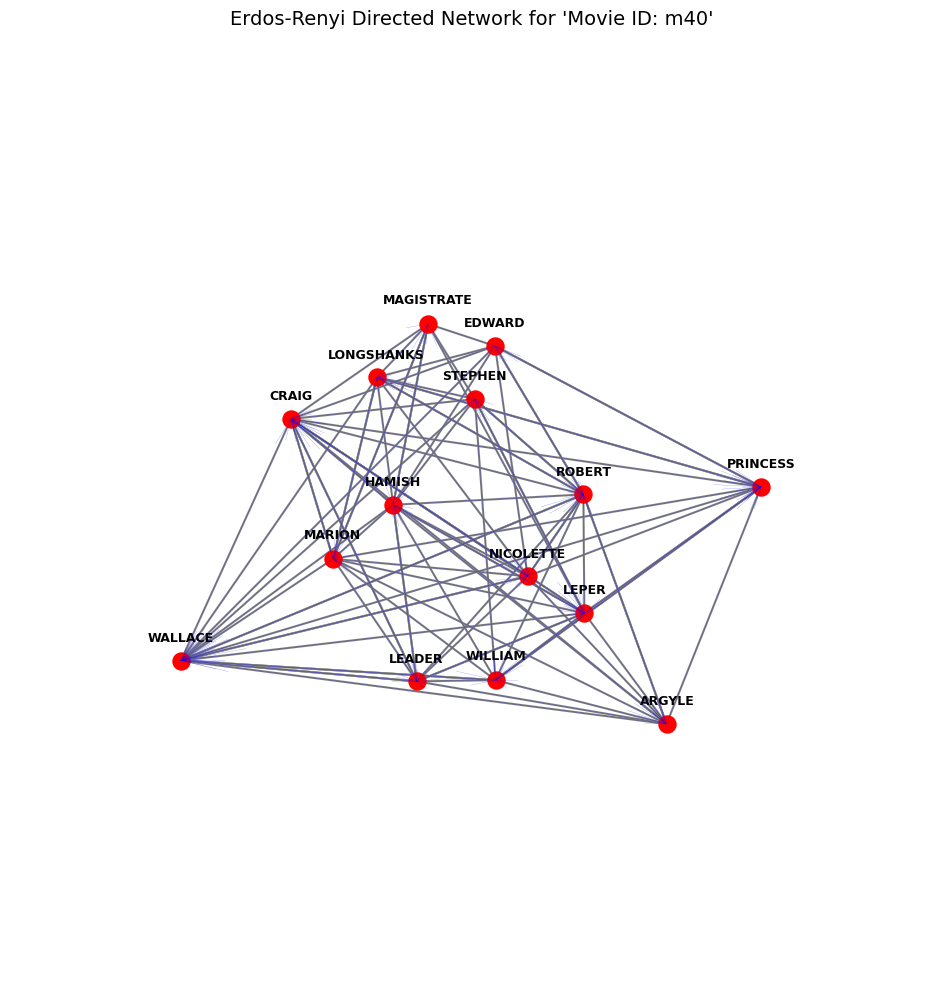 Erdos-Renyi Directed Network for 'Movie ID: m40'
MAGISTRATE
EDWARD
LONGSHANKS
STEPHEN
CRAIG
PRINCESS
ROBERT
HAMISH
MARION
NICOLETTE
LEPER
WALLACE
WILLIAM
LEADER
ARGYLE